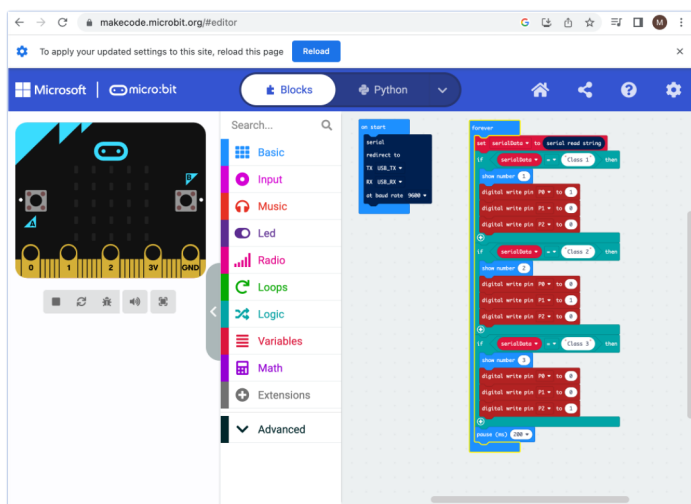 makecode.microbit.org/#editor
M
To apply your updated settings to this site, reload this page Reload
Microsoft micro:bit Blocks Python
Search...
Basic
Input
Music
Led
Radio
Loops
Logic
Variables
Math
Extensions
Advanced
B
A
0 1 2 3V GND
on start
serial
redirect to
TX USB_TX
RX USB_RX
at baud rate 9600
forever
set serialData to serial read string
if serialData = Class 1 then
show number 1
digital write pin P0 to 1
digital write pin P1 to 0
digital write pin P2 to 0
if serialData = Class 2 then
show number 2
digital write pin P0 to 0
digital write pin P1 to 1
digital write pin P2 to 0
if serialData = Class 3 then
show number 3
digital write pin P0 to 0
digital write pin P1 to 0
digital write pin P2 to 1
pause (ms) 200